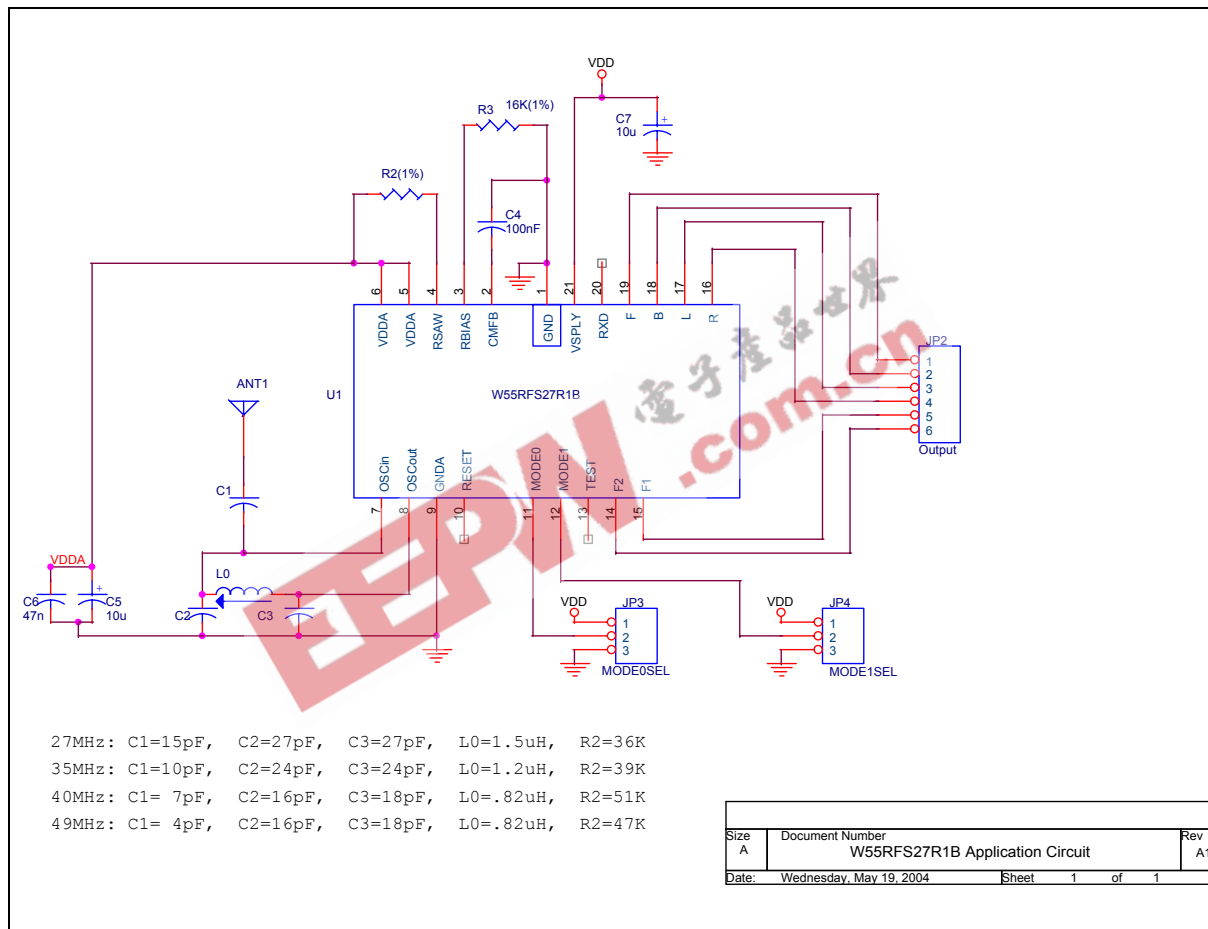 VDD
R3 16K(1%)
C7
10u
R2(1%)
C4
100nF
6 5 4 3 2 1 21 20 19 18 17 16
VDDA VDDA RSAW RBIAS CMFB GND VSPLY RXD F B L R
JP2
1
2
3
4
5
6
Output
ANT1
U1
W55RFS27R1B
電子產品世界
EEPW.com.cn
OSCin OSCout GNDA RESET MODE0 MODE1 TEST F2 F1
7 8 9 10 11 12 13 14 15
C1
VDDA
L0
C6
47n
C5
10u
C2
C3
VDD
JP3
1
2
3
MODE0SEL
VDD
JP4
1
2
3
MODE1SEL
27MHz: C1=15pF, C2=27pF, C3=27pF, L0=1.5uH, R2=36K
35MHz: C1=10pF, C2=24pF, C3=24pF, L0=1.2uH, R2=39K
40MHz: C1= 7pF, C2=16pF, C3=18pF, L0=.82uH, R2=51K
49MHz: C1= 4pF, C2=16pF, C3=18pF, L0=.82uH, R2=47K
Size Document Number Rev
A W55RFS27R1B Application Circuit A1
Date: Wednesday, May 19, 2004 Sheet 1 of 1
+
+